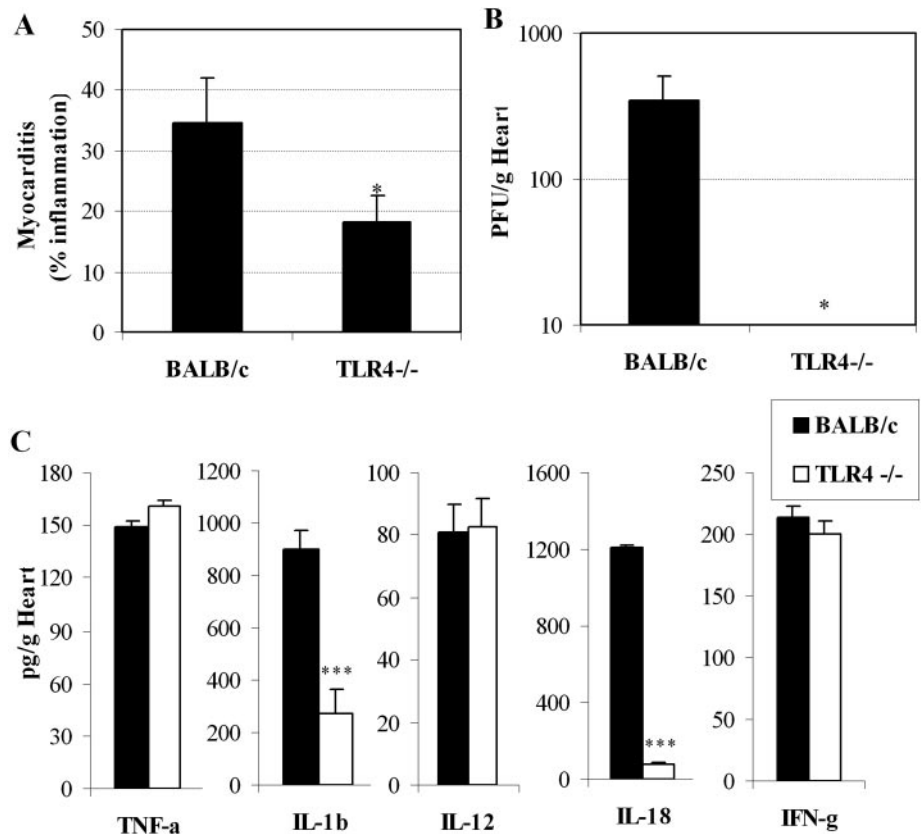 A
Myocarditis
(% inflammation)
50
40
30
20
10
0
*
BALB/c
TLR4-/-
B
PFU/g Heart
1000
100
10
*
BALB/c
TLR4-/-
BALB/c
TLR4 -/-
C
pg/g Heart
180
150
120
90
60
30
0
TNF-a
1200
1000
800
600
400
200
0
***
IL-1b
100
80
60
40
20
0
IL-12
1600
1200
800
400
0
***
IL-18
250
200
150
100
50
0
IFN-g